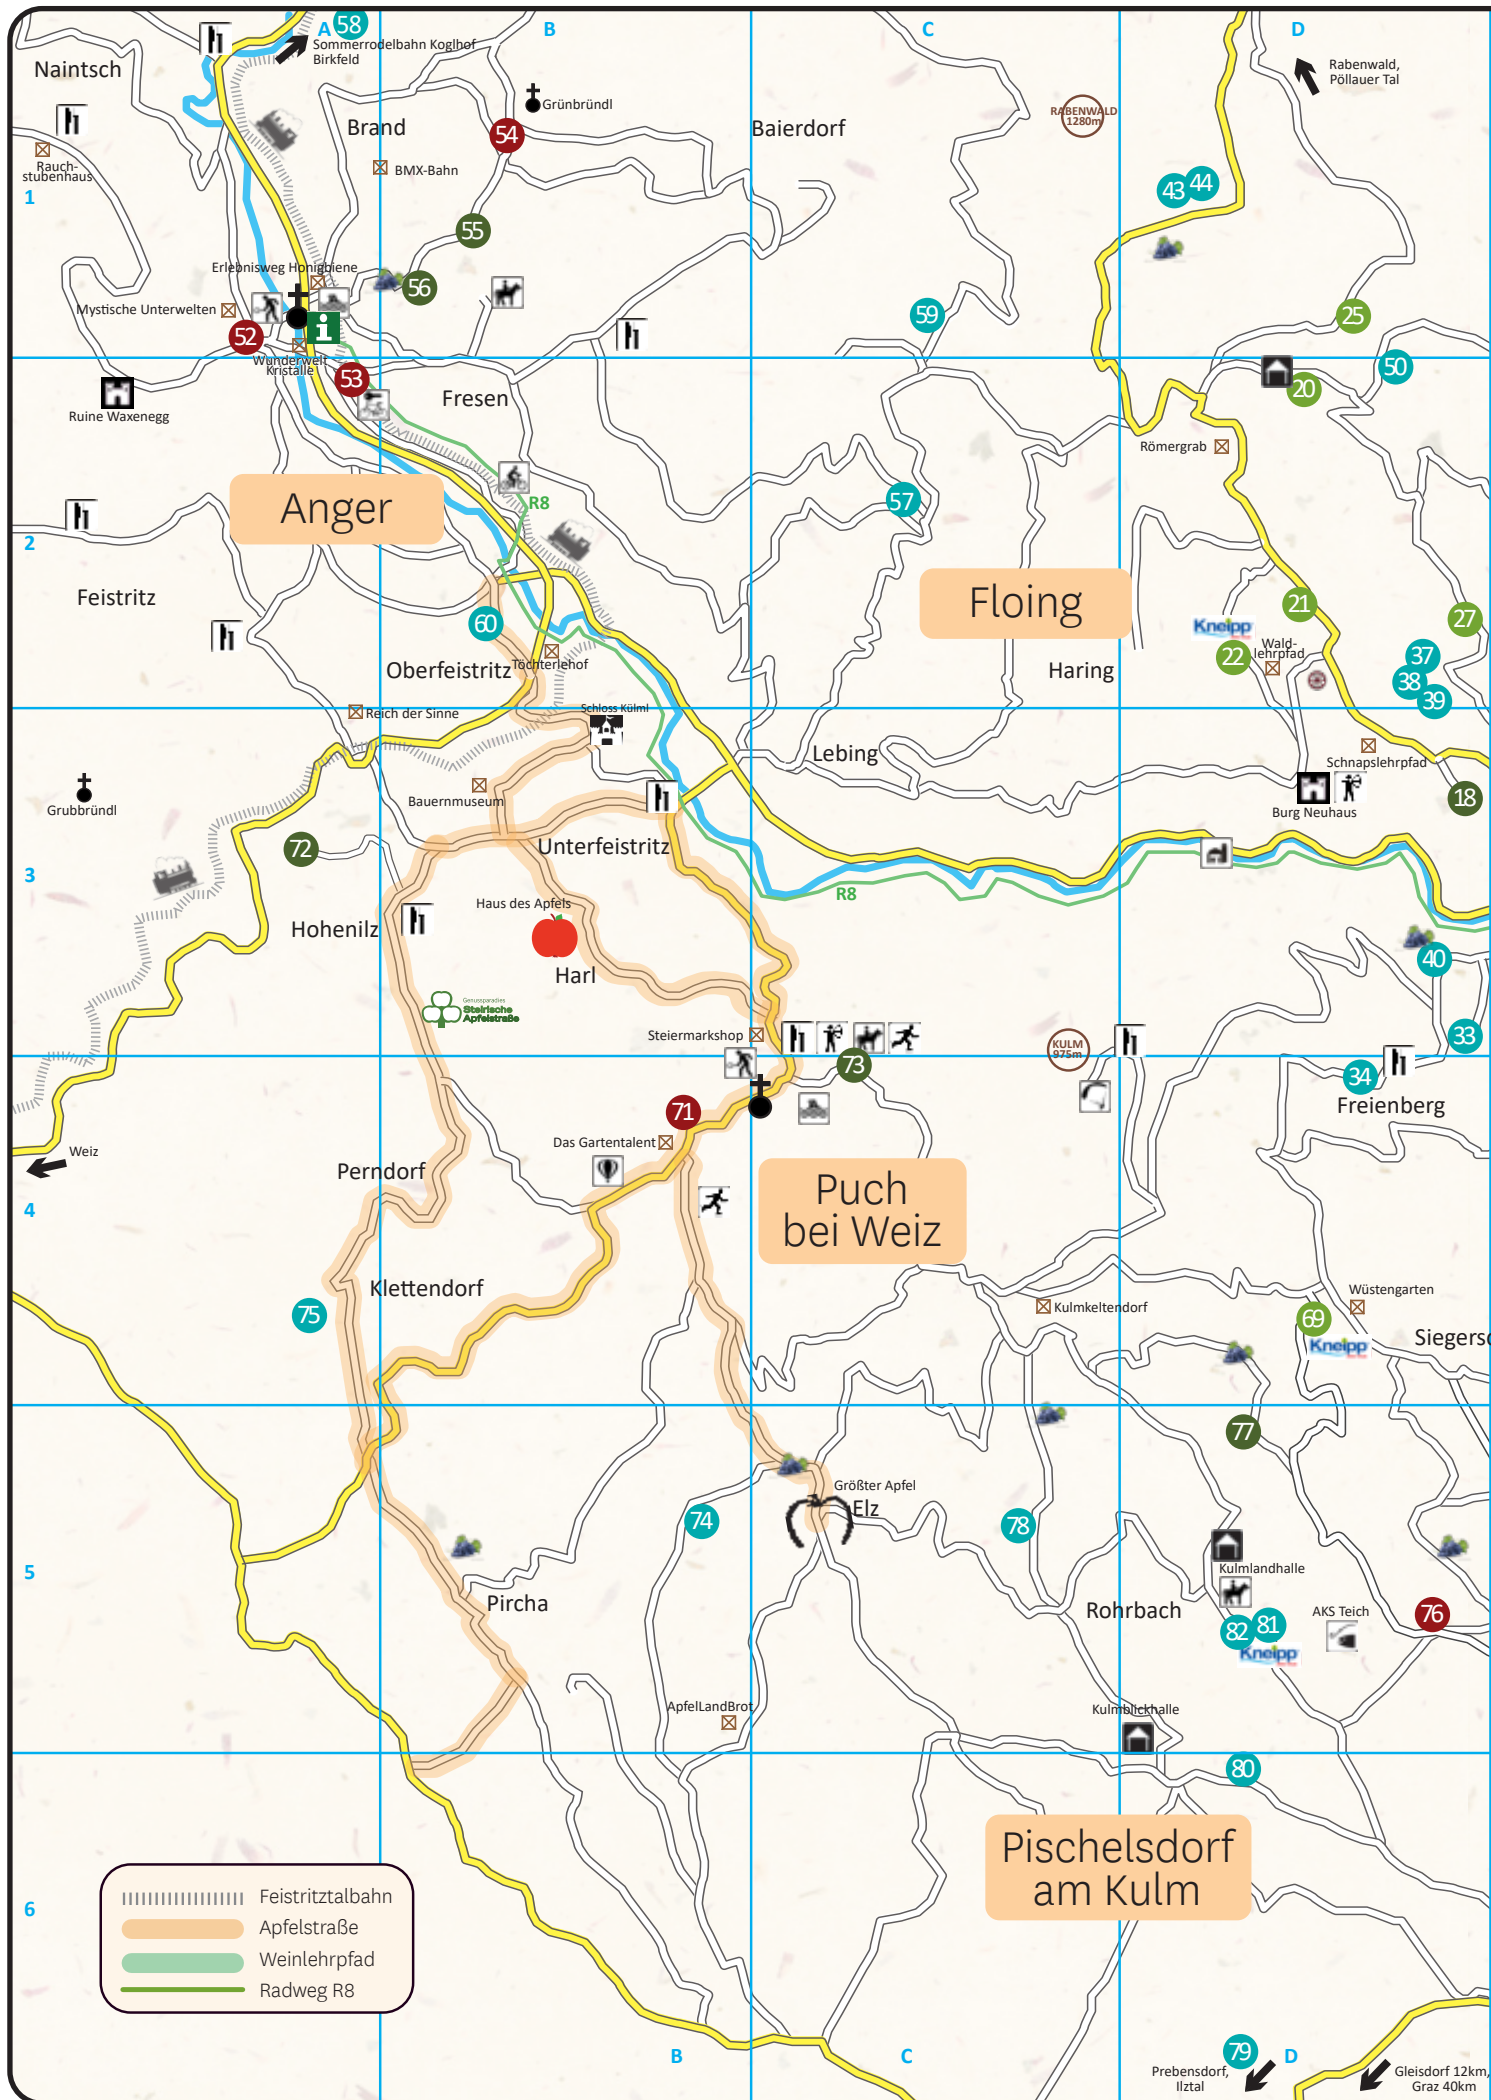 A
58
B
C
D
Sommerrodelbahn Koglhof
Birkfeld
Naintsch
Rabenwald,
Pöllauer Tal
Grünbründl
RABENWALD
1280m
Brand
54
Baierdorf
Rauch-
stubenhaus
BMX-Bahn
43
44
1
55
Erlebnisweg Honigbiene
56
Mystische Unterwelten
i
59
25
52
Wunderwelt
Kristalle
53
50
20
Ruine Waxenegg
Fresen
Römergrab
Anger
R8
57
2
Feistritz
Floing
21
60
Kneipp
27
22
Wald-
lehrpfad
37
Oberfeistritz
Töchterlehof
Haring
38
39
Reich der Sinne
Schloss Külml
Lebing
Schnapslehrpfad
Grubbründl
Bauernmuseum
Burg Neuhaus
18
72
Unterfeistritz
3
R8
Haus des Apfels
Hohenilz
40
Harl
Genussparadies
Steirische
Apfelstraße
Steiermarkshop
KULM
975m
33
73
34
Freienberg
71
Das Gartentalent
Weiz
Perndorf
Puch
bei Weiz
4
Klettendorf
Wüstengarten
Kulmkeltendorf
75
69
Kneipp
Siegersd
77
Größter Apfel
Elz
74
78
5
Kulmlandhalle
Pircha
Rohrbach
AKS Teich
76
82
81
Kneipp
ApfelLandBrot
Kulmblickhalle
80
Pischelsdorf
am Kulm
6
Feistritztalbahn
Apfelstraße
Weinlehrpfad
Radweg R8
B
C
79
D
Prebensdorf,
Ilztal
Gleisdorf 12km,
Graz 40km